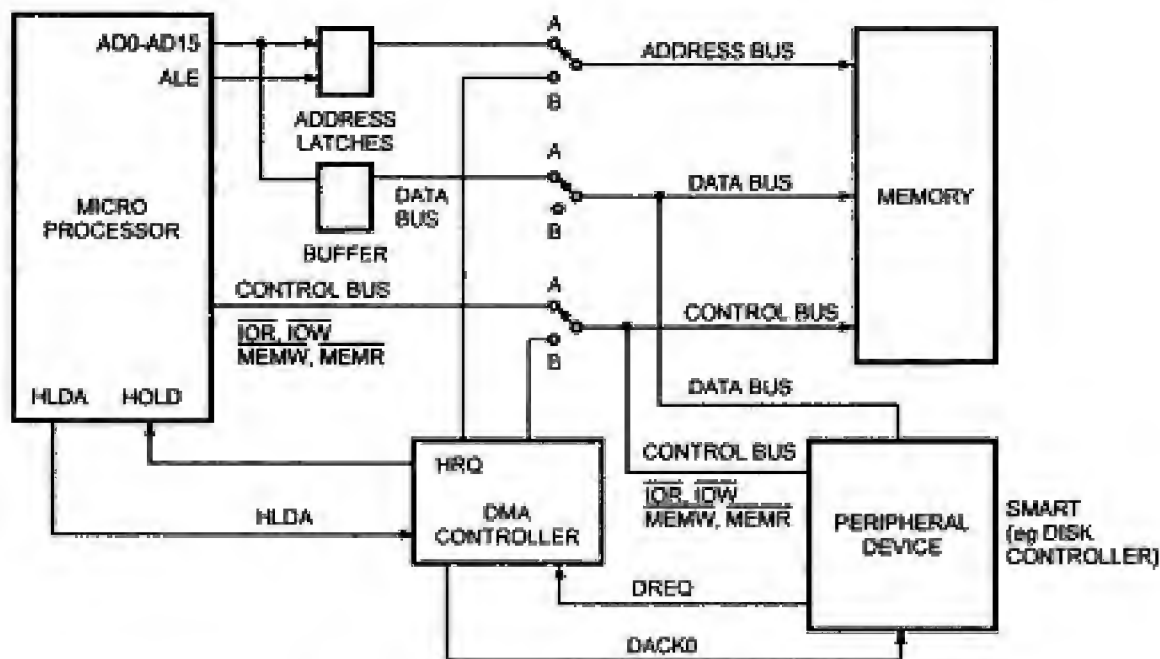 AD0-AD15
ALE
ADDRESS
LATCHES
A
B
ADDRESS BUS
MICRO
PROCESSOR
DATA
BUS
BUFFER
A
B
DATA BUS
MEMORY
CONTROL BUS
IOR, IOW
MEMW, MEMR
A
B
CONTROL BUS
HLDA HOLD
DATA BUS
HRQ
DMA
CONTROLLER
HLDA
CONTROL BUS
IOR, IOW
MEMW, MEMR
PERIPHERAL
DEVICE
SMART
(eg DISK
CONTROLLER)
DREQ
DACK0